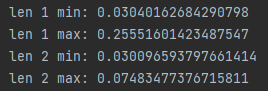 len 1 min: 0.03040162684290798
len 1 max: 0.25551601423487547
len 2 min: 0.030096593797661414
len 2 max: 0.07483477376715811